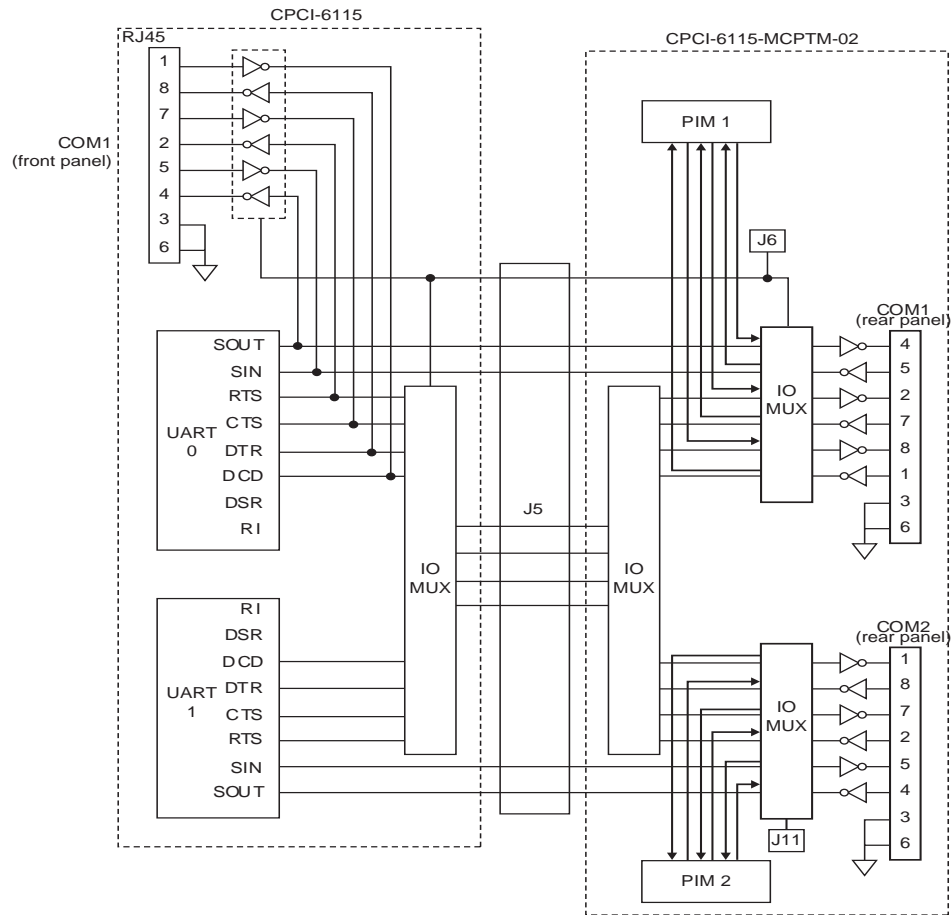 CPCI-6115
CPCI-6115-MCPTM-02
RJ45
1
8
7
2
5
4
3
6
COM1
(front panel)
PIM 1
J6
COM1
(rear panel)
4
5
2
7
8
1
3
6
IO
MUX
UART
0
SOUT
SIN
RTS
CTS
DTR
DCD
DSR
RI
J5
IO
MUX
IO
MUX
UART
1
RI
DSR
DCD
DTR
CTS
RTS
SIN
SOUT
COM2
(rear panel)
1
8
7
2
5
4
3
6
IO
MUX
J11
PIM 2